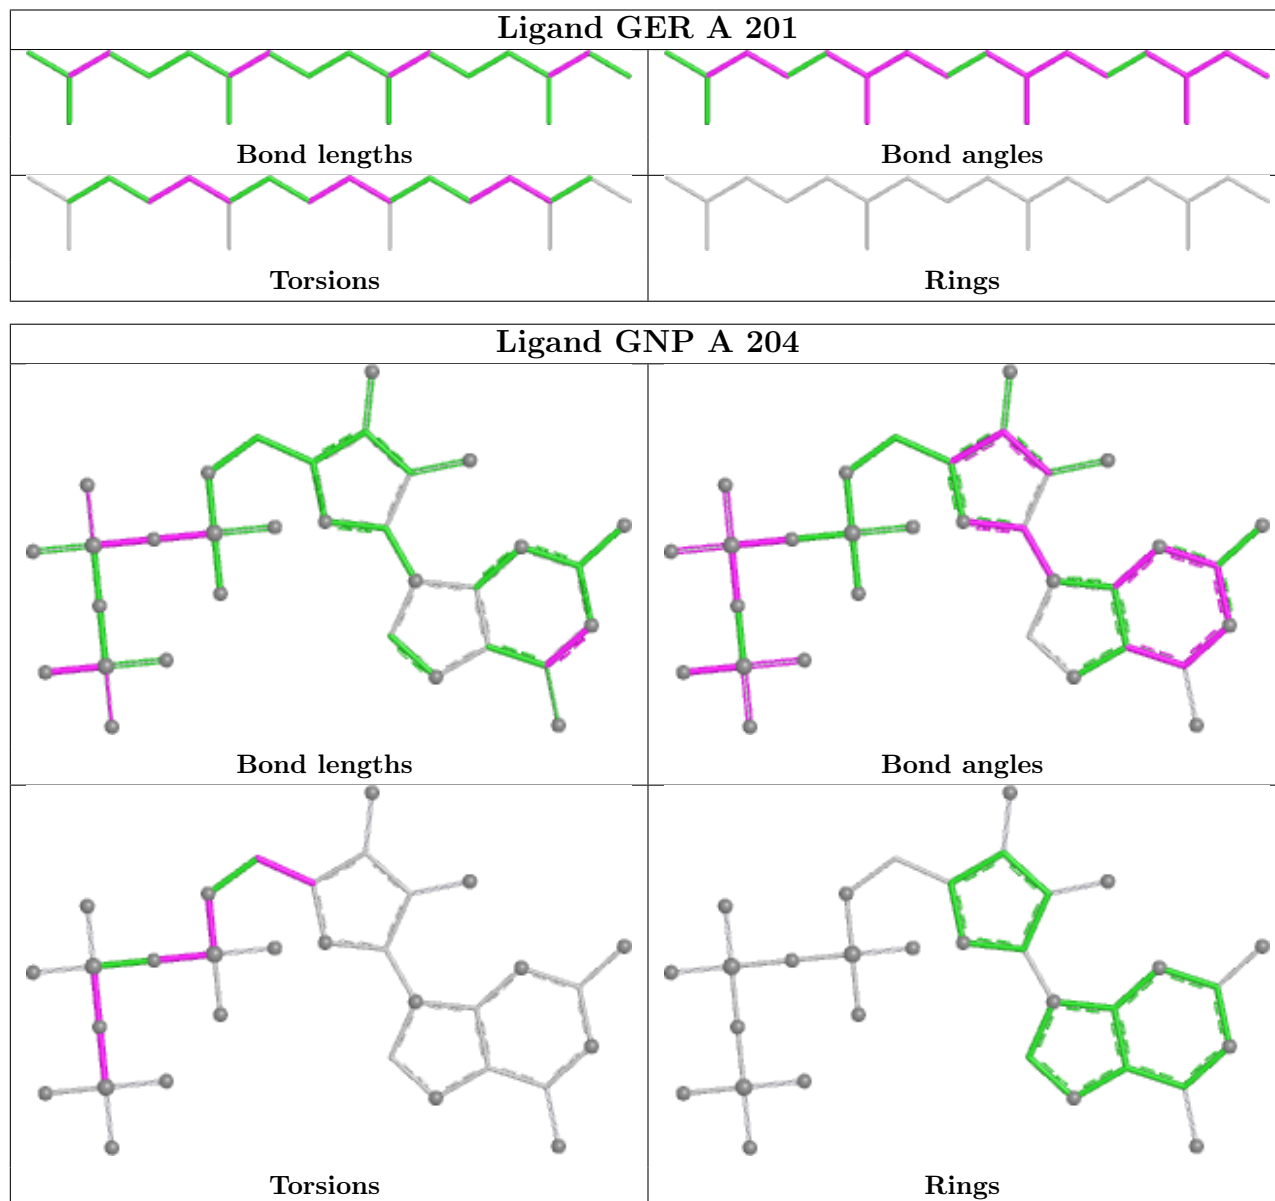 Ligand GER A 201
Bond lengths
Bond angles
Torsions
Rings
Ligand GNP A 204
Bond lengths
Bond angles
Torsions
Rings